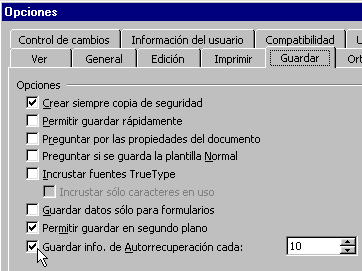 Opciones
Control de cambios Información del usuario Compatibilidad
Ver General Edición Imprimir Guardar
Opciones
Crear siempre copia de seguridad
Permitir guardar rápidamente
Preguntar por las propiedades del documento
Preguntar si se guarda la plantilla Normal
Incrustar fuentes TrueType
Incrustar sólo caracteres en uso
Guardar datos sólo para formularios
Permitir guardar en segundo plano
Guardar info. de Autorrecuperación cada: 10